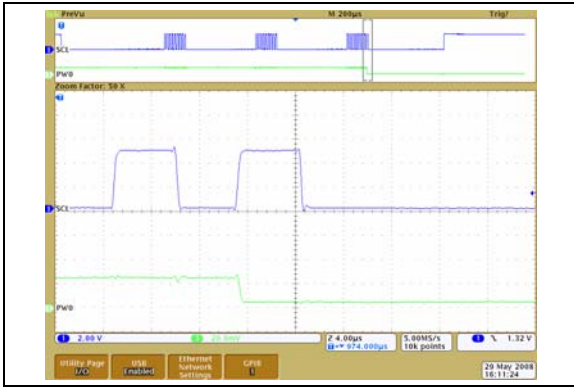 PreVu M 200µs Trig?
SCL
PW0
Zoom Factor: 50 X
SCL
PW0
1 2.00 V 20.0mV Z 4.00µs 5.00MS/s 1 1.32 V
974.000µs 10k points
Utility Page I/O
USB Enabled
Ethernet Network Settings
GPIB 1
29 May 2008
16:11:24